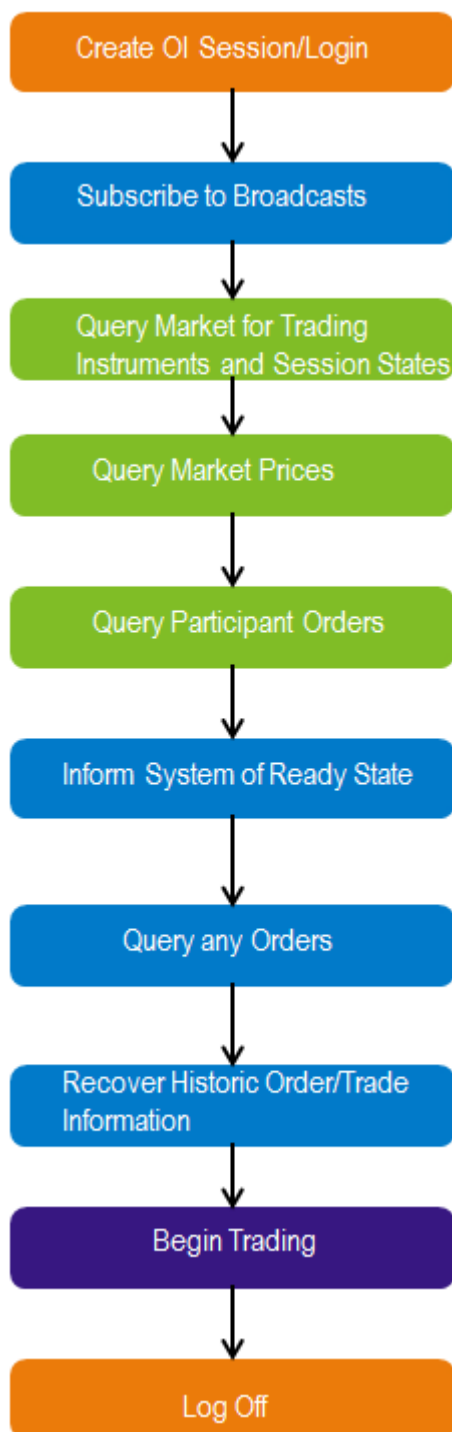 Create OI Session/Login
Subscribe to Broadcasts
Query Market for Trading
Instruments and Session States
Query Market Prices
Query Participant Orders
Inform System of Ready State
Query any Orders
Recover Historic Order/Trade
Information
Begin Trading
Log Off